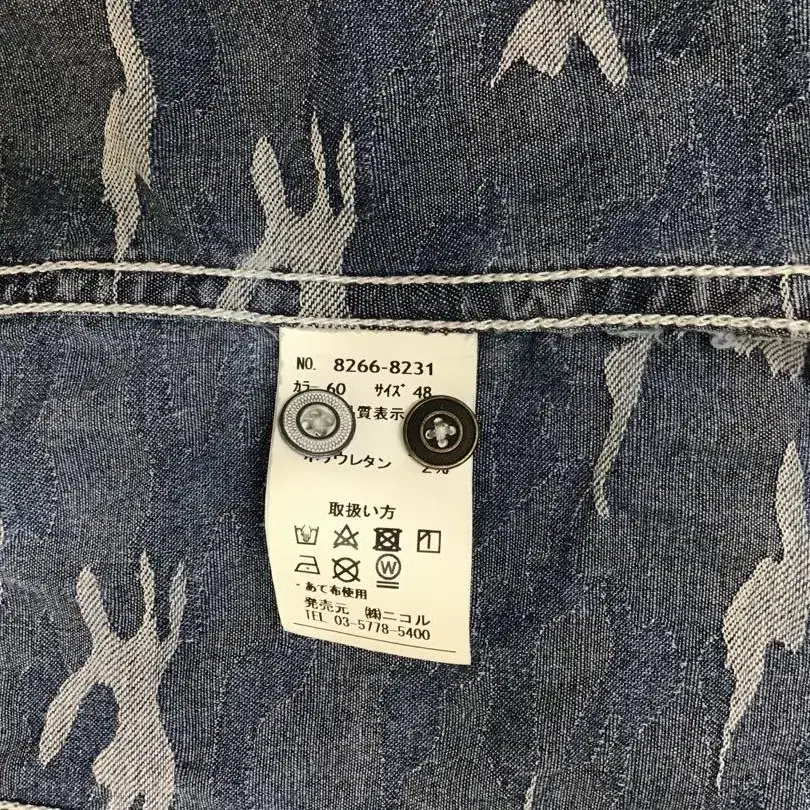 NO. 8266-8231
カラー 60 サイズ 48
質表示
ウレタン 2%
取扱い方
W
・あて布使用
発売元 ㈱ニコル
TEL 03-5778-5400